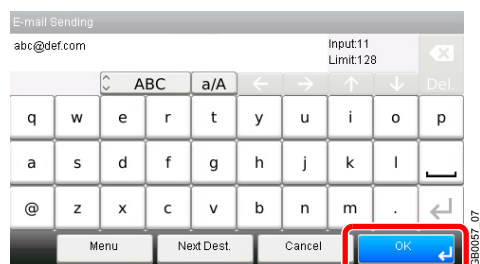 E-mail Sending
abc@def.com
Input:11
Limit:128
ABC a/A Del.
q w e r t y u i o p
a s d f g h j k l
@ z x c v b n m .
Menu Next Dest. Cancel OK
GB0057_07